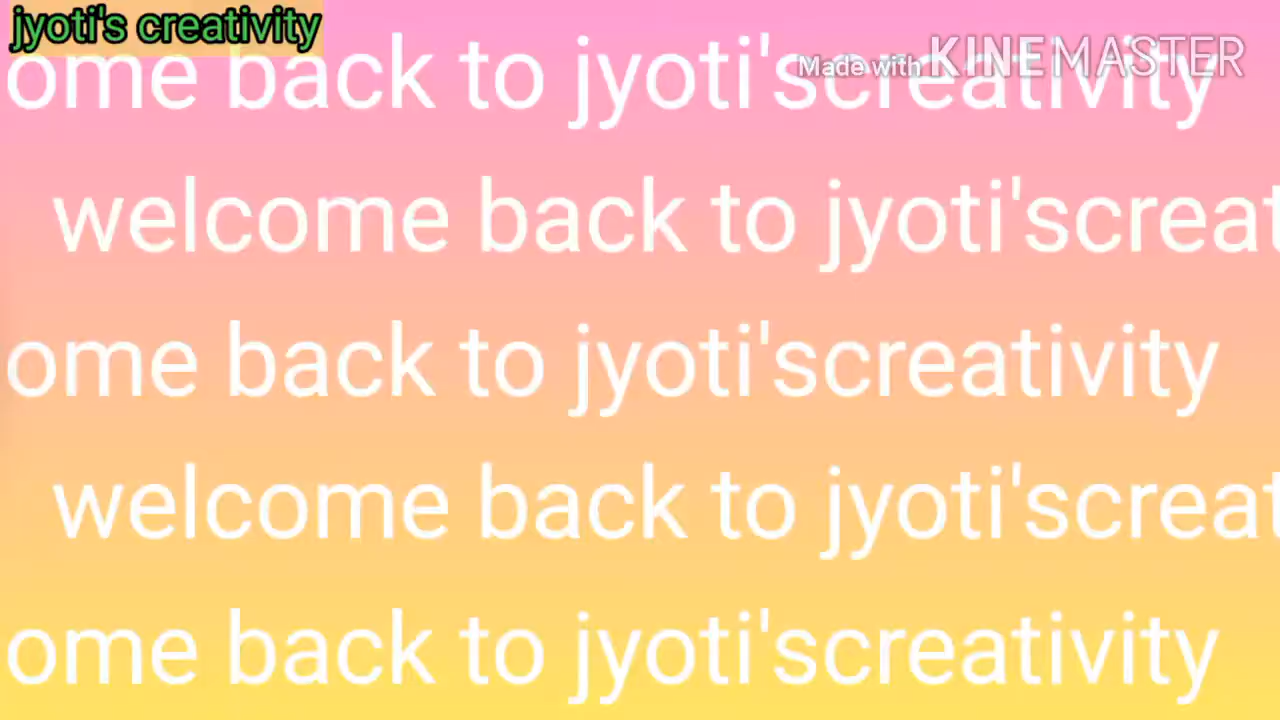 jyoti's creativity
Made with KINEMASTER
ome back to jyoti'screativity
welcome back to jyoti'screat
ome back to jyoti'screativity
welcome back to jyoti'screat
ome back to jyoti'screativity